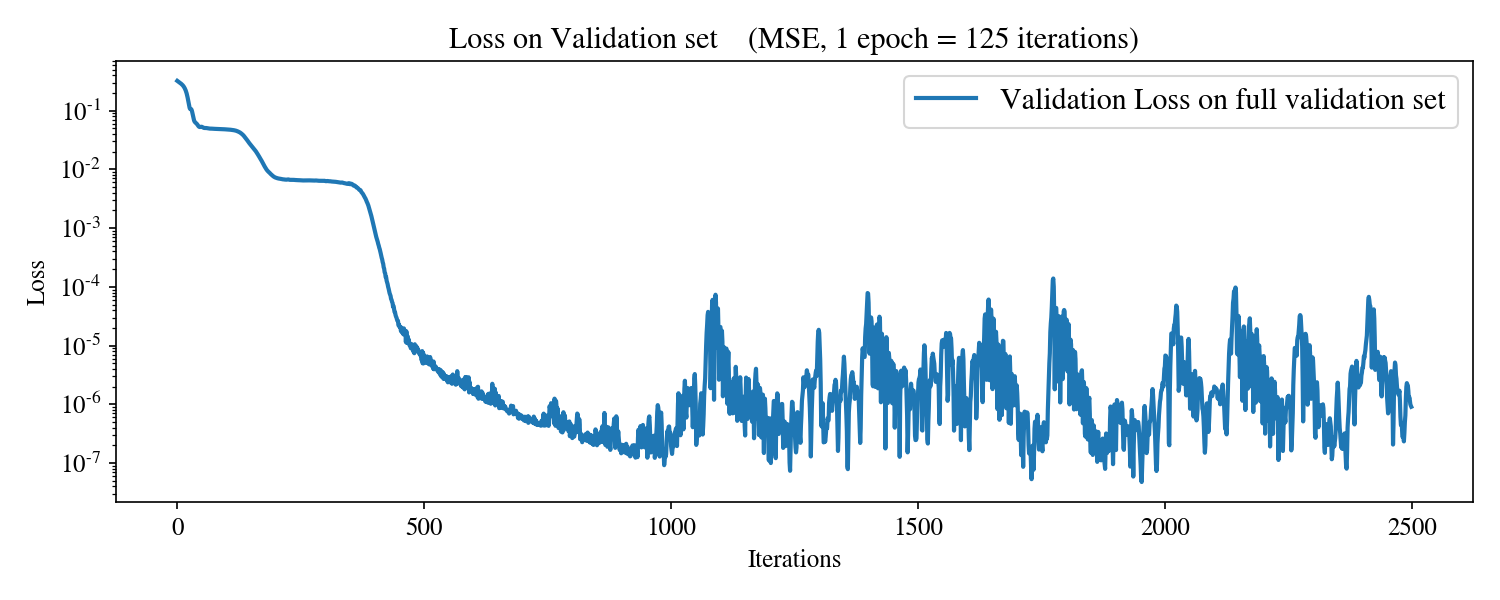 Loss on Validation set    (MSE, 1 epoch = 125 iterations)
Validation Loss on full validation set
Loss
10⁻¹
10⁻²
10⁻³
10⁻⁴
10⁻⁵
10⁻⁶
10⁻⁷
0 500 1000 1500 2000 2500
Iterations